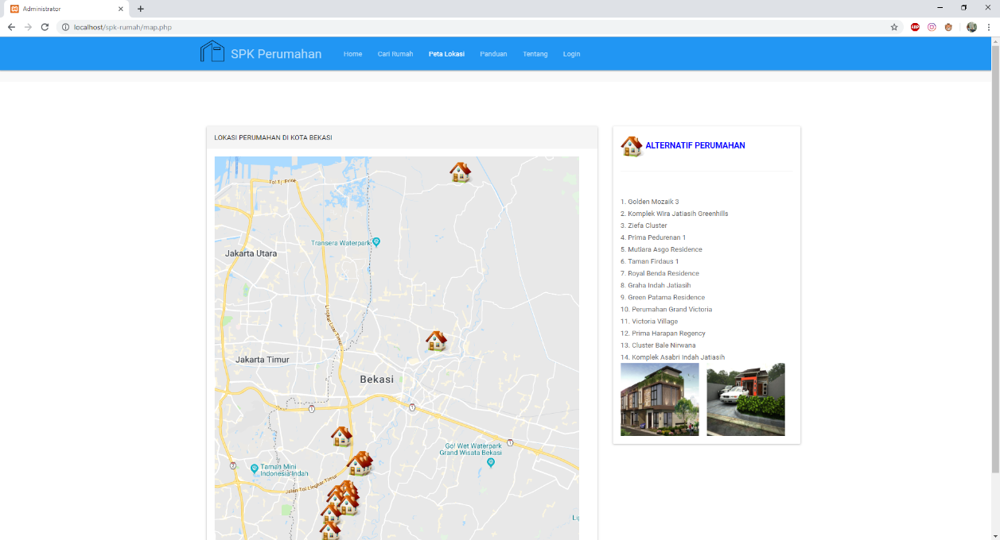 Administrator
localhost/spk-rumah/map.php
ABP
SPK Perumahan
Home
Cari Rumah
Peta Lokasi
Panduan
Tentang
Login
LOKASI PERUMAHAN DI KOTA BEKASI
Transera Waterpark
Jakarta Utara
Lingkar Luar Timur
Jakarta Timur
Bekasi
Go! Wet Waterpark
Grand Wisata Bekasi
Taman Mini
Indonesia Indah
Jalan Tol Lingkar Timur
ALTERNATIF PERUMAHAN
1. Golden Mozaik 3
2. Komplek Wira Jatiasih Greenhills
3. Ziefa Cluster
4. Prima Pedurenan 1
5. Mutiara Asgo Residence
6. Taman Firdaus 1
7. Royal Benda Residence
8. Graha Indah Jatiasih
9. Green Patama Residence
10. Perumahan Grand Victoria
11. Victoria Village
12. Prima Harapan Regency
13. Cluster Bale Nirwana
14. Komplek Asabri Indah Jatiasih